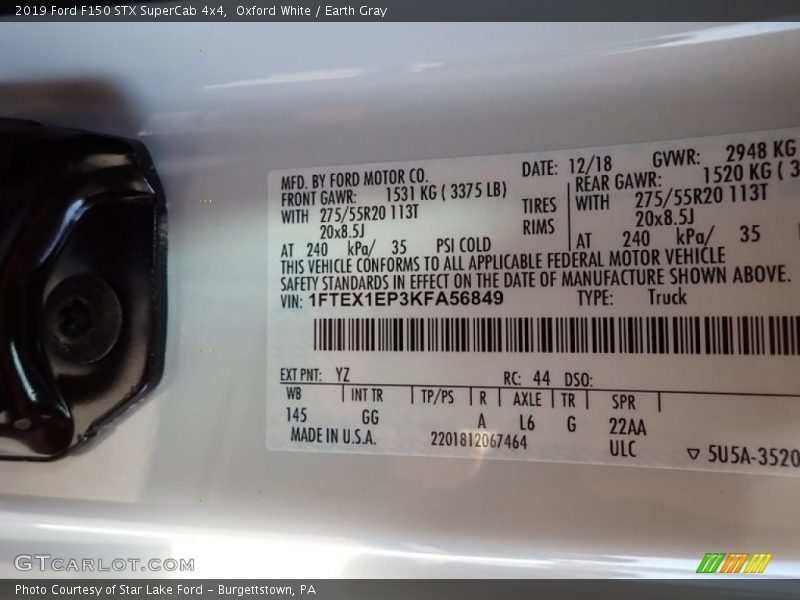 2019 Ford F150 STX SuperCab 4x4,  Oxford White / Earth Gray
MFD. BY FORD MOTOR CO. DATE: 12/18 GVWR: 2948 KG
FRONT GAWR: 1531 KG ( 3375 LB) REAR GAWR: 1520 KG ( 3
WITH 275/55R20 113T TIRES WITH 275/55R20 113T
20x8.5J RIMS 20x8.5J
AT 240 kPa/ 35 PSI COLD AT 240 kPa/ 35
THIS VEHICLE CONFORMS TO ALL APPLICABLE FEDERAL MOTOR VEHICLE
SAFETY STANDARDS IN EFFECT ON THE DATE OF MANUFACTURE SHOWN ABOVE.
VIN: 1FTEX1EP3KFA56849 TYPE: Truck
EXT PNT: YZ RC: 44 DSO:
WB INT TR TP/PS R AXLE TR SPR
145 GG A L6 G 22AA
MADE IN U.S.A. 2201812067464 ULC 5U5A-3520
GTCARLOT.COM
Photo Courtesy of Star Lake Ford – Burgettstown, PA